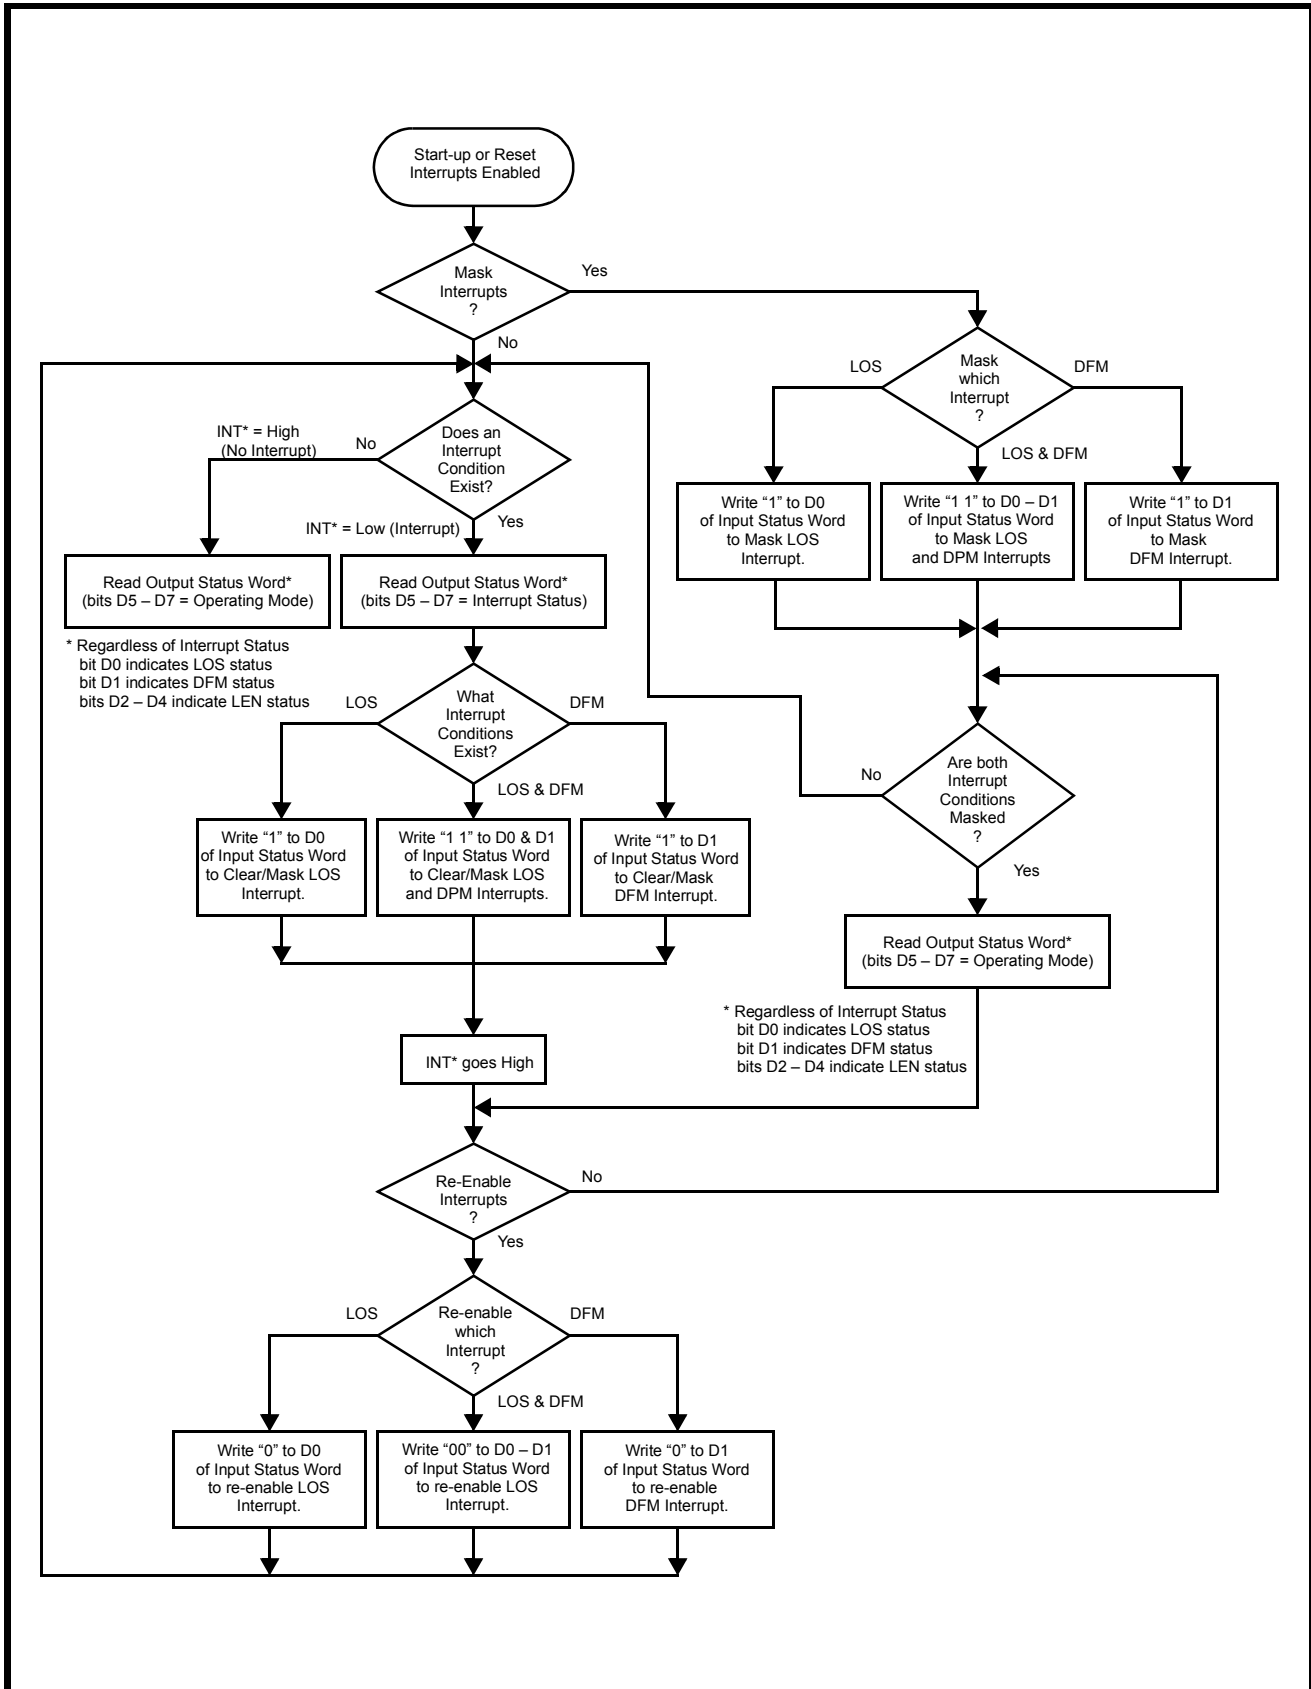 Start-up or Reset
Interrupts Enabled
Mask
Interrupts
?
Yes
No
Mask
which
Interrupt
?
LOS
DFM
LOS & DFM
Does an
Interrupt
Condition
Exist?
INT* = High
(No Interrupt)
No
INT* = Low (Interrupt)
Yes
Write “1” to D0
of Input Status Word
to Mask LOS
Interrupt.
Write “1 1” to D0 – D1
of Input Status Word
to Mask LOS
and DPM Interrupts
Write “1” to D1
of Input Status Word
to Mask
DFM Interrupt.
Read Output Status Word*
(bits D5 – D7 = Operating Mode)
Read Output Status Word*
(bits D5 – D7 = Interrupt Status)
* Regardless of Interrupt Status
bit D0 indicates LOS status
bit D1 indicates DFM status
bits D2 – D4 indicate LEN status
LOS
What
Interrupt
Conditions
Exist?
DFM
LOS & DFM
No
Are both
Interrupt
Conditions
Masked
?
Yes
Write “1” to D0
of Input Status Word
to Clear/Mask LOS
Interrupt.
Write “1 1” to D0 & D1
of Input Status Word
to Clear/Mask LOS
and DPM Interrupts.
Write “1” to D1
of Input Status Word
to Clear/Mask
DFM Interrupt.
Read Output Status Word*
(bits D5 – D7 = Operating Mode)
* Regardless of Interrupt Status
bit D0 indicates LOS status
bit D1 indicates DFM status
bits D2 – D4 indicate LEN status
INT* goes High
Re-Enable
Interrupts
?
No
Yes
LOS
Re-enable
which
Interrupt
?
DFM
LOS & DFM
Write “0” to D0
of Input Status Word
to re-enable LOS
Interrupt.
Write “00” to D0 – D1
of Input Status Word
to re-enable LOS
Interrupt.
Write “0” to D1
of Input Status Word
to re-enable
DFM Interrupt.